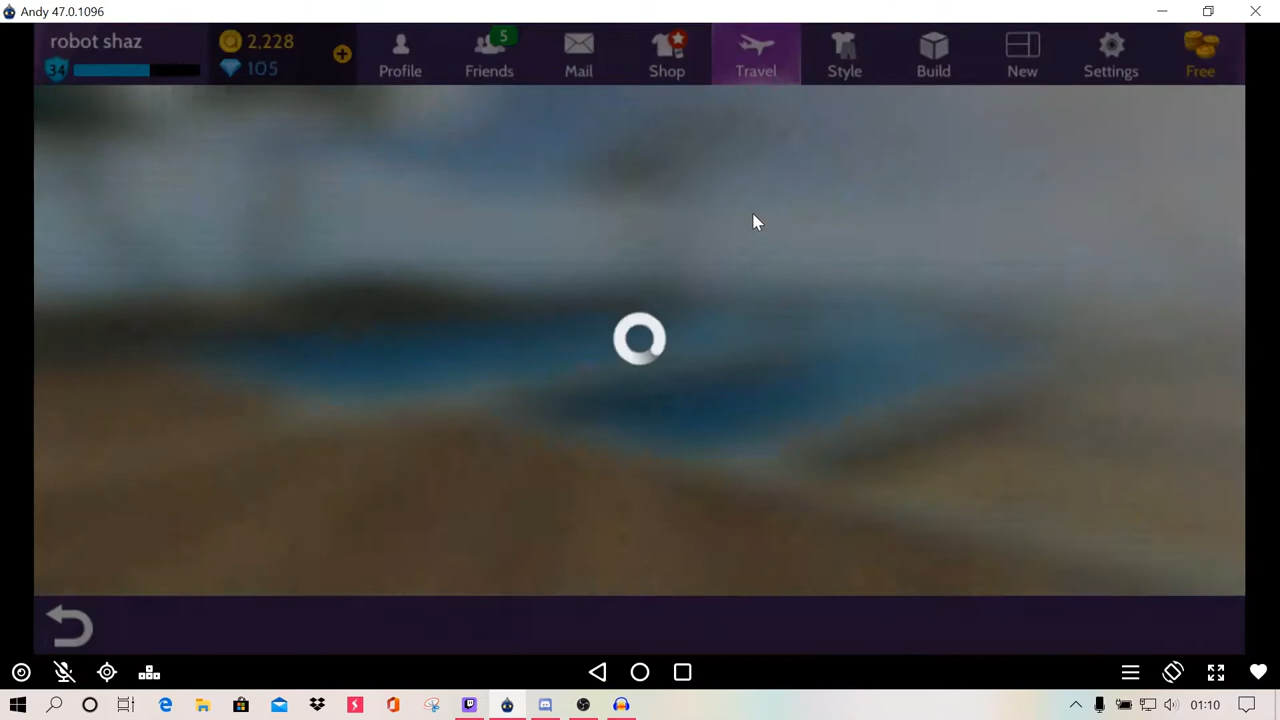 Andy 47.0.1096
robot shaz
34
2,228
105
Profile
5
Friends
Mail
Shop
Travel
Style
Build
New
Settings
Free
01:10